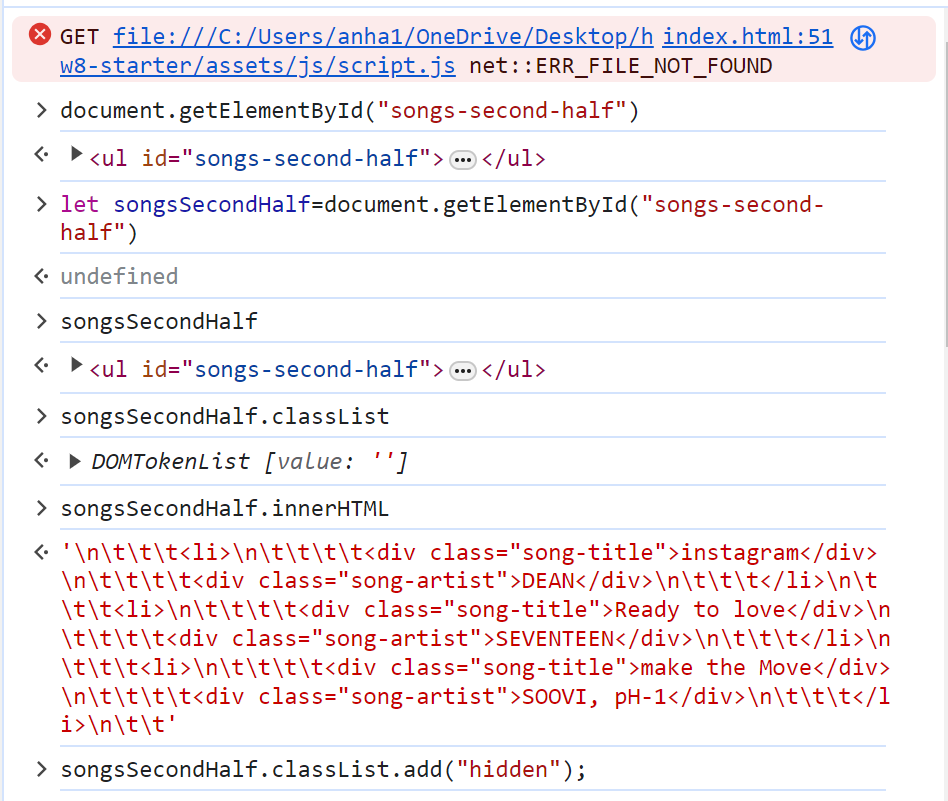 GET file:///C:/Users/anha1/OneDrive/Desktop/h index.html:51
w8-starter/assets/js/script.js net::ERR_FILE_NOT_FOUND
document.getElementById("songs-second-half")
<ul id="songs-second-half">…</ul>
let songsSecondHalf=document.getElementById("songs-second-
half")
undefined
songsSecondHalf
<ul id="songs-second-half">…</ul>
songsSecondHalf.classList
DOMTokenList [value: '']
songsSecondHalf.innerHTML
'\n\t\t\t<li>\n\t\t\t\t<div class="song-title">instagram</div>
\n\t\t\t\t<div class="song-artist">DEAN</div>\n\t\t\t</li>\n\t
\t\t<li>\n\t\t\t\t<div class="song-title">Ready to love</div>\n
\t\t\t\t<div class="song-artist">SEVENTEEN</div>\n\t\t\t</li>\n
\t\t\t<li>\n\t\t\t\t<div class="song-title">make the Move</div>
\n\t\t\t\t<div class="song-artist">SOOVI, pH-1</div>\n\t\t\t</l
i>\n\t\t'
songsSecondHalf.classList.add("hidden");